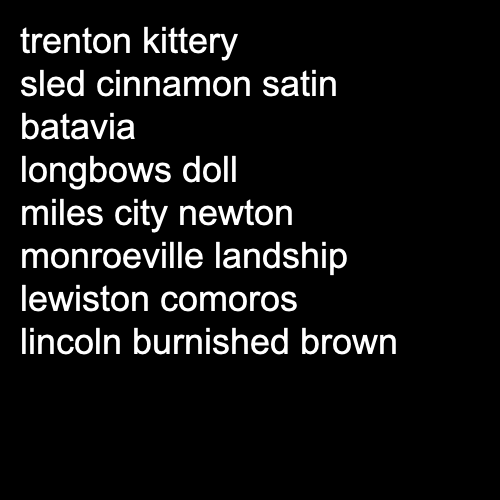 trenton kittery
sled cinnamon satin
batavia
longbows doll
miles city newton
monroeville landship
lewiston comoros
lincoln burnished brown